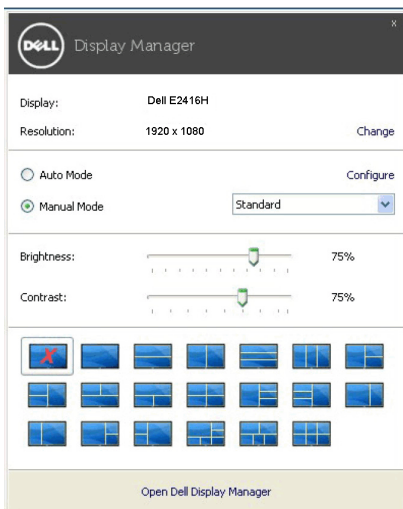 x
DELL Display Manager
Display: Dell E2416H
Resolution: 1920 x 1080 Change
Auto Mode Configure
Manual Mode Standard
Brightness: 75%
Contrast: 75%
Open Dell Display Manager